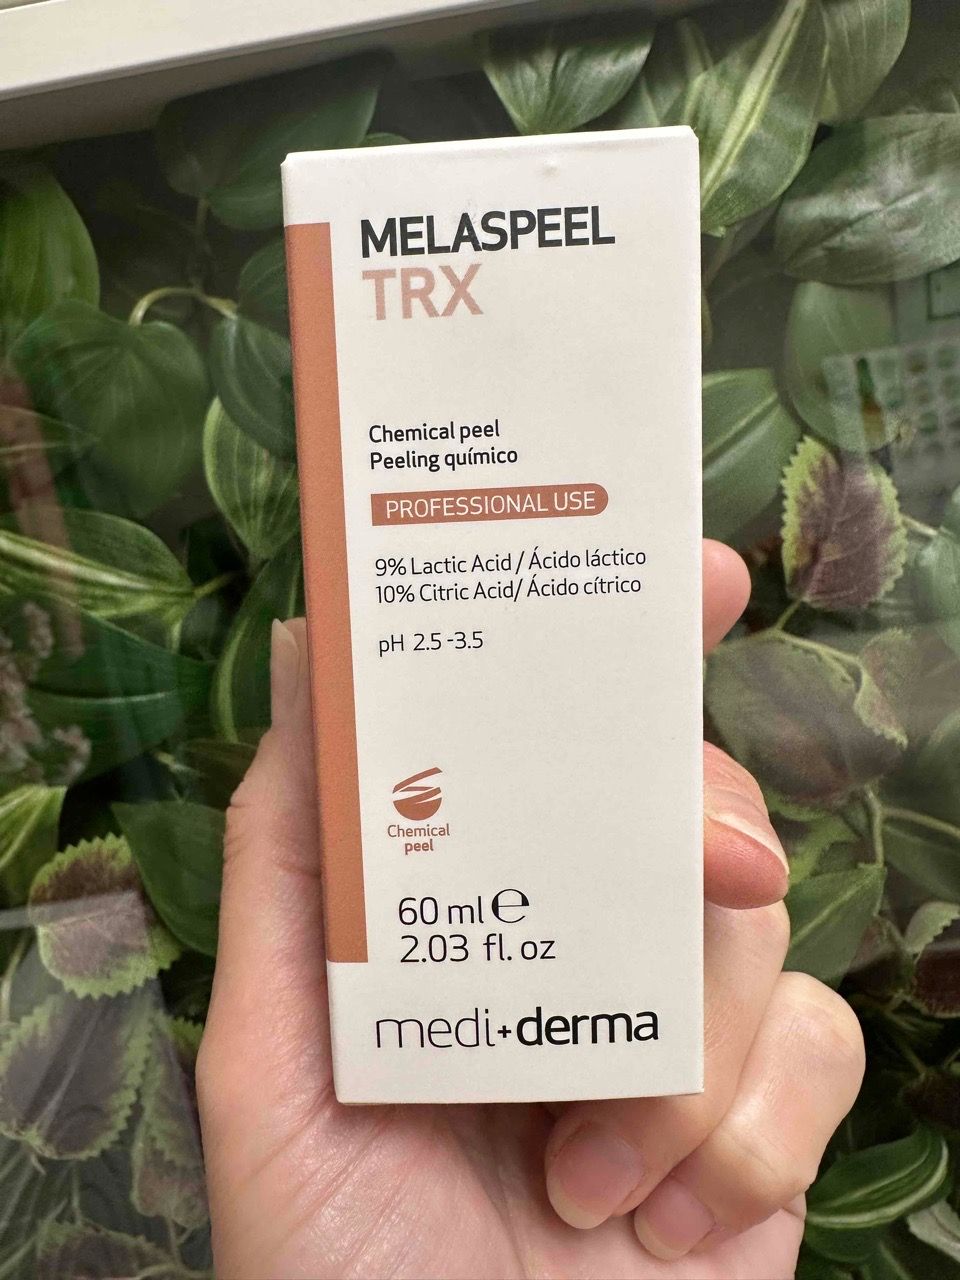 MELASPEEL
TRX
Chemical peel
Peeling químico
PROFESSIONAL USE
9% Lactic Acid / Ácido láctico
10% Citric Acid/ Ácido cítrico
pH 2.5 -3.5
Chemical
peel
60 ml ℮
2.03 fl. oz
medi+derma